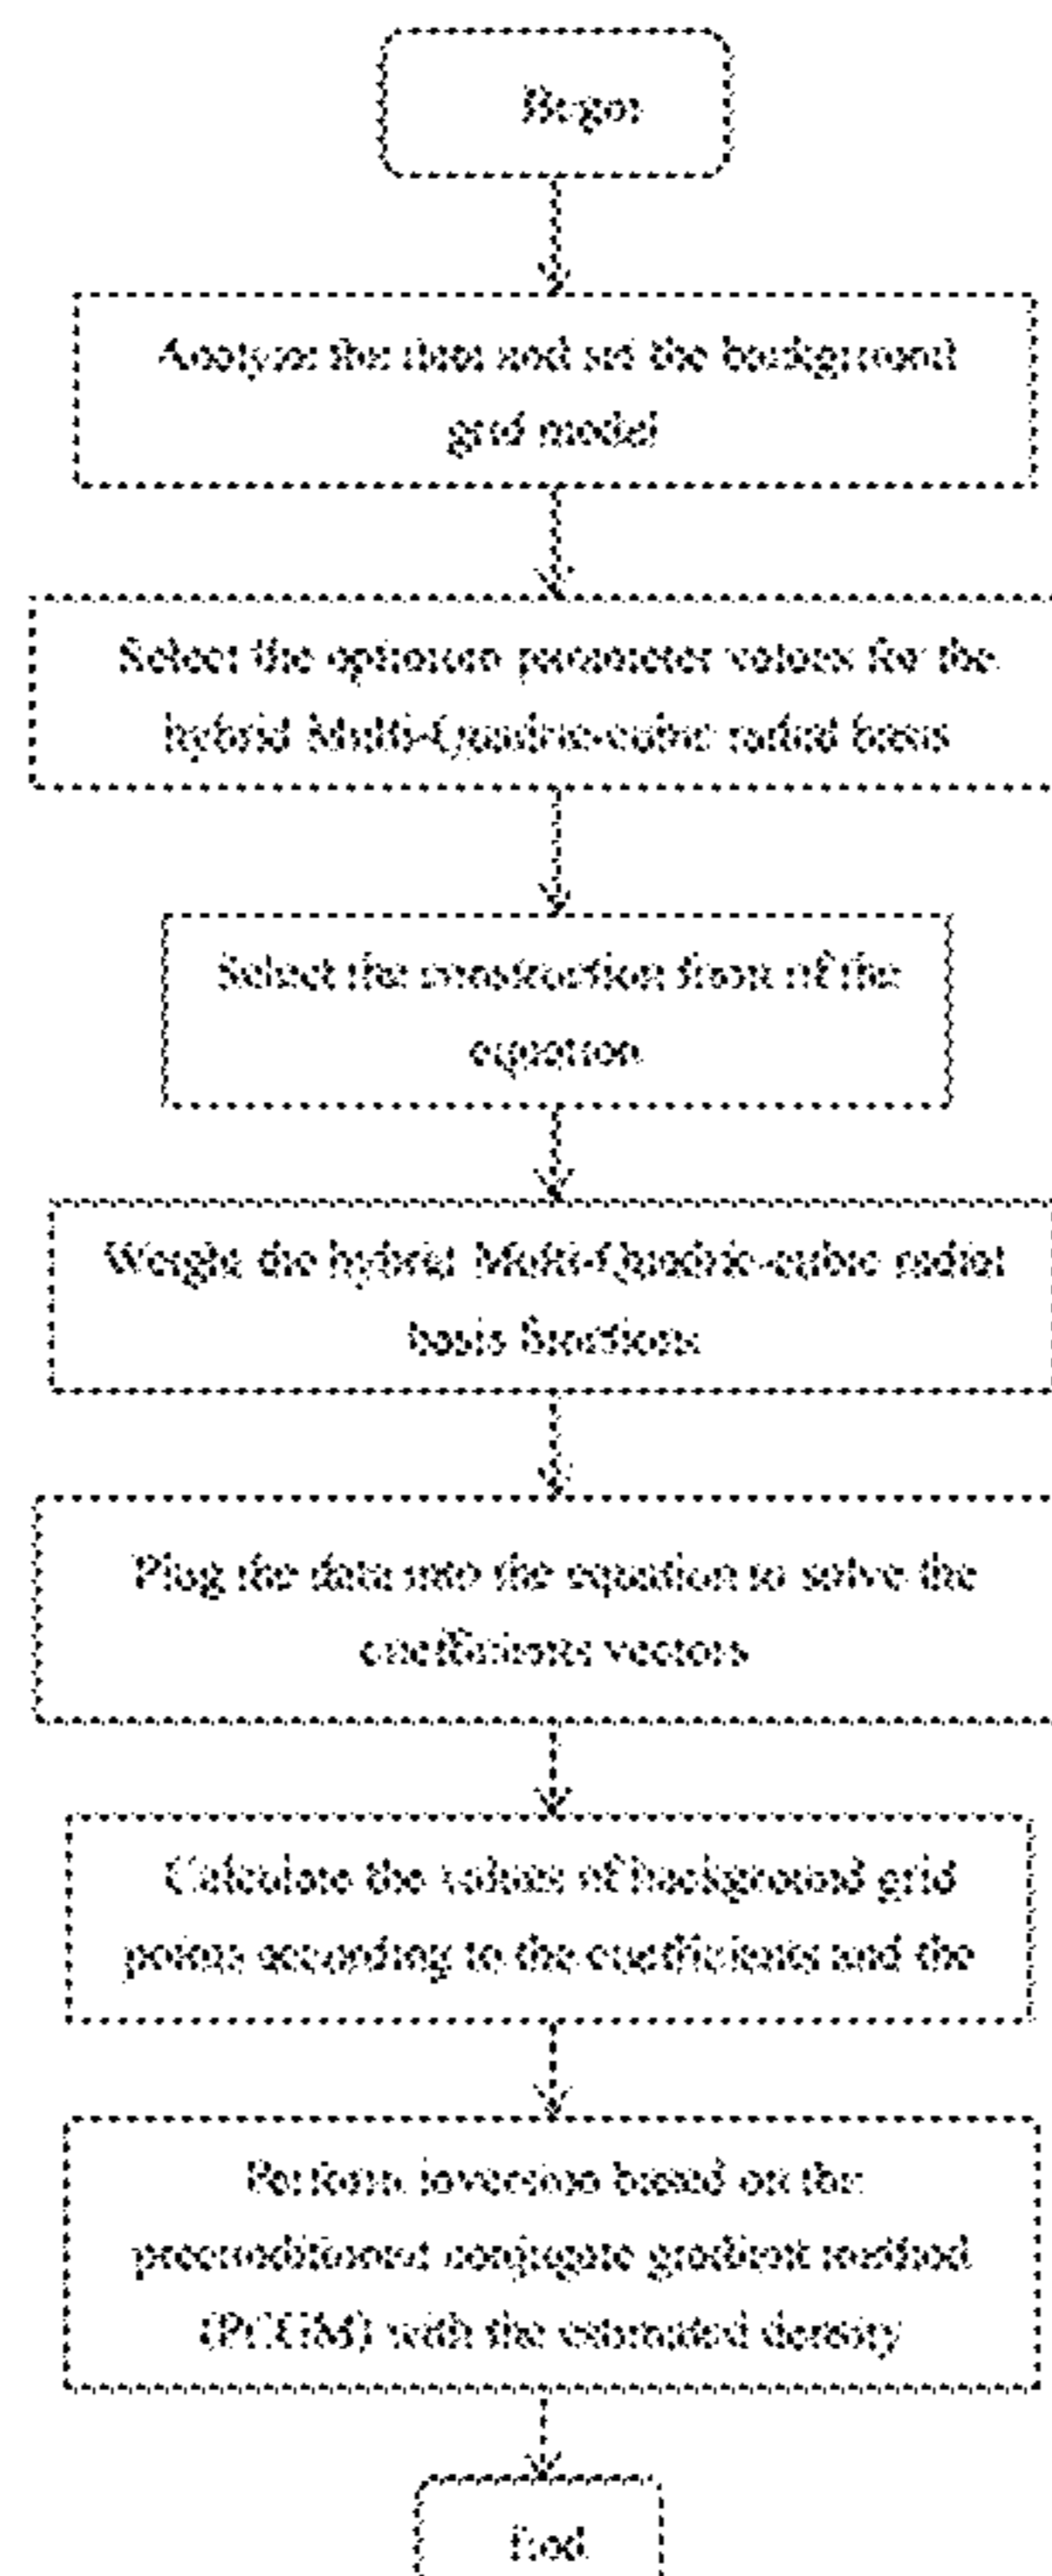 Begin
Analyze the data and set the background
grid model
Select the optimum parameter values for the
hybrid Multi-Quadric-cubic radial basis
Select the construction from of the
equation
Weight the hybrid Multi-Quadric-cubic radial
basis functions
Plug the data into the equation to solve the
coefficients vectors
Calculate the values of background grid
points according to the coefficients and the
Perform inversion based on the
preconditioned conjugate gradient method
(PCGM) with the estimated density
End